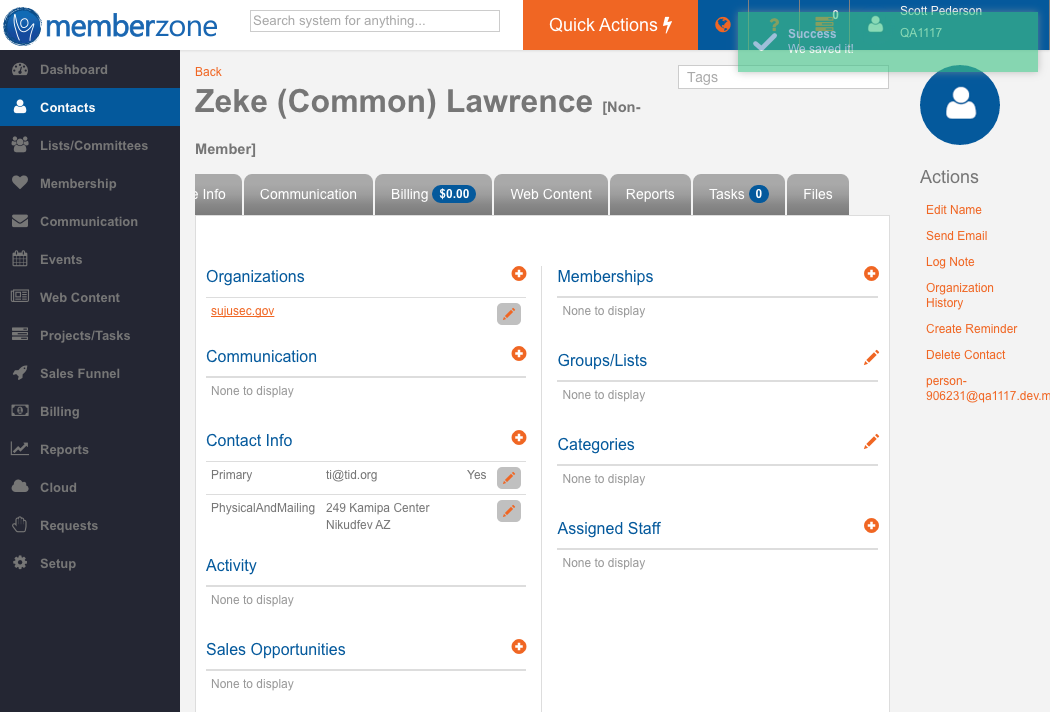 memberzone
Search system for anything...
Quick Actions
?
0
Scott Pederson
QA1117
Success
We saved it!
Dashboard
Contacts
Lists/Committees
Membership
Communication
Events
Web Content
Projects/Tasks
Sales Funnel
Billing
Reports
Cloud
Requests
Setup
Back
Tags
Zeke (Common) Lawrence [Non-
Member]
e Info
Communication
Billing $0.00
Web Content
Reports
Tasks 0
Files
Organizations
sujusec.gov
Communication
None to display
Contact Info
Primary ti@tid.org Yes
PhysicalAndMailing 249 Kamipa Center
Nikudfev AZ
Activity
None to display
Sales Opportunities
None to display
Memberships
None to display
Groups/Lists
None to display
Categories
None to display
Assigned Staff
None to display
Actions
Edit Name
Send Email
Log Note
Organization
History
Create Reminder
Delete Contact
person-
906231@qa1117.dev.m